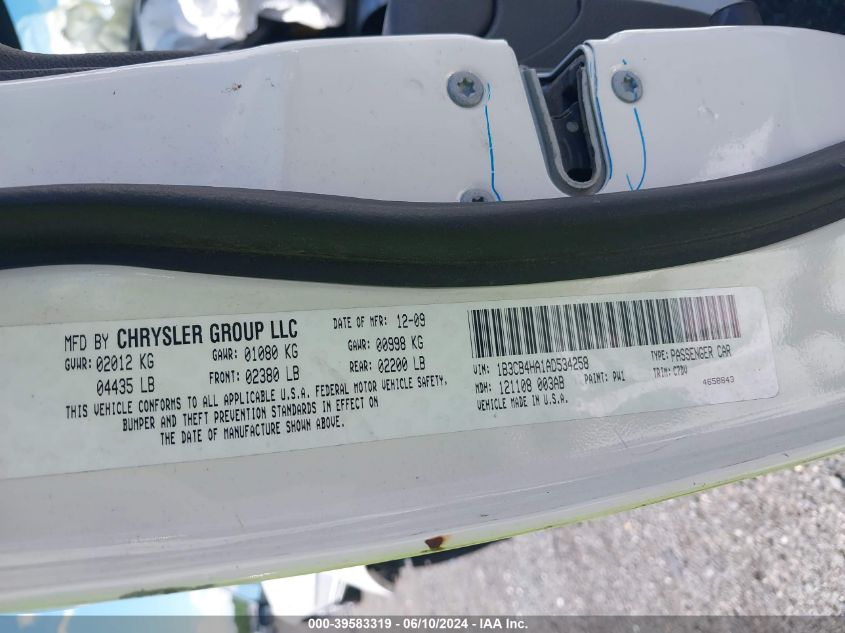 MFD BY CHRYSLER GROUP LLC DATE OF MFR: 12-09
GVWR: 02012 KG GAWR: 01080 KG GAWR: 00998 KG
04435 LB FRONT: 02380 LB REAR: 02200 LB
THIS VEHICLE CONFORMS TO ALL APPLICABLE U.S.A. FEDERAL MOTOR VEHICLE SAFETY,
BUMPER AND THEFT PREVENTION STANDARDS IN EFFECT ON
THE DATE OF MANUFACTURE SHOWN ABOVE.
VIN: 1B3CB4HA1AD534258 TYPE: PASSENGER CAR
MDH: 121108 003AB PAINT: PW1 TRIM: C7DV
VEHICLE MADE IN U.S.A. 4658843
000-39583319 - 06/10/2024 - IAA Inc.